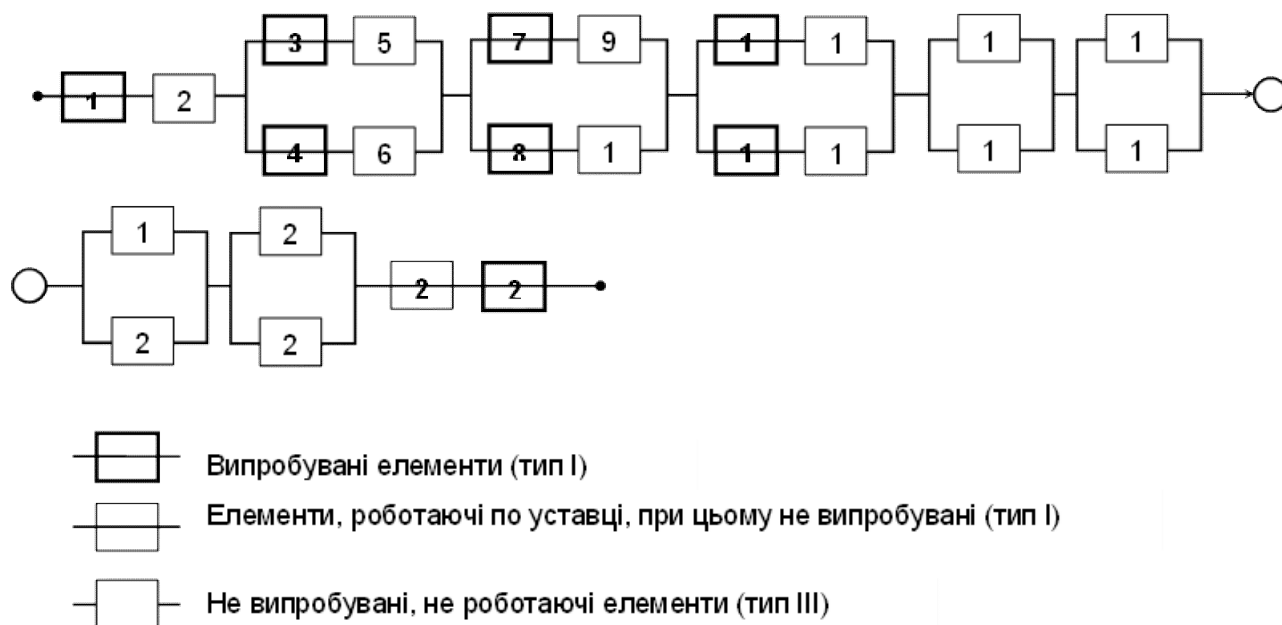 3 5 7 9 1 1 1 1
1 2
4 6 8 1 1 1 1 1
1 2
2 2
2 2
Випробувані елементи (тип I)
Елементи, роботаючі по уставці, при цьому не випробувані (тип I)
Не випробувані, не роботаючі елементи (тип III)